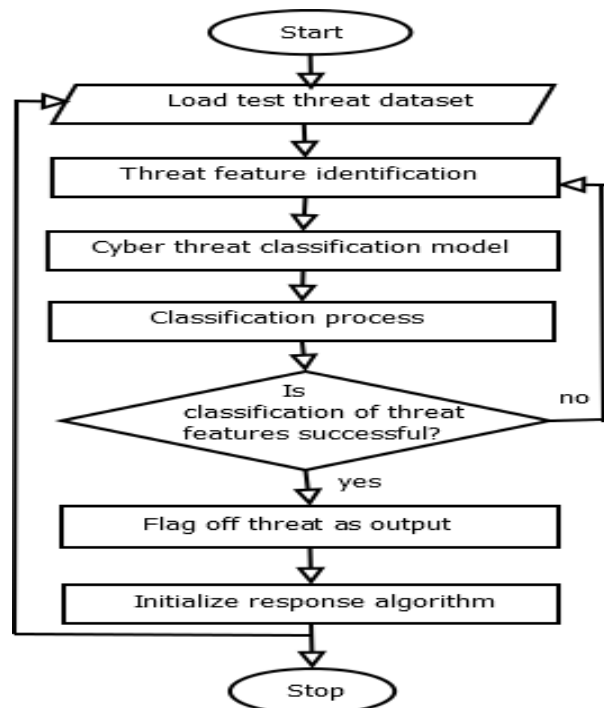 Start
Load test threat dataset
Threat feature identification
Cyber threat classification model
Classification process
Is
classification of threat
features successful?
no
yes
Flag off threat as output
Initialize response algorithm
Stop